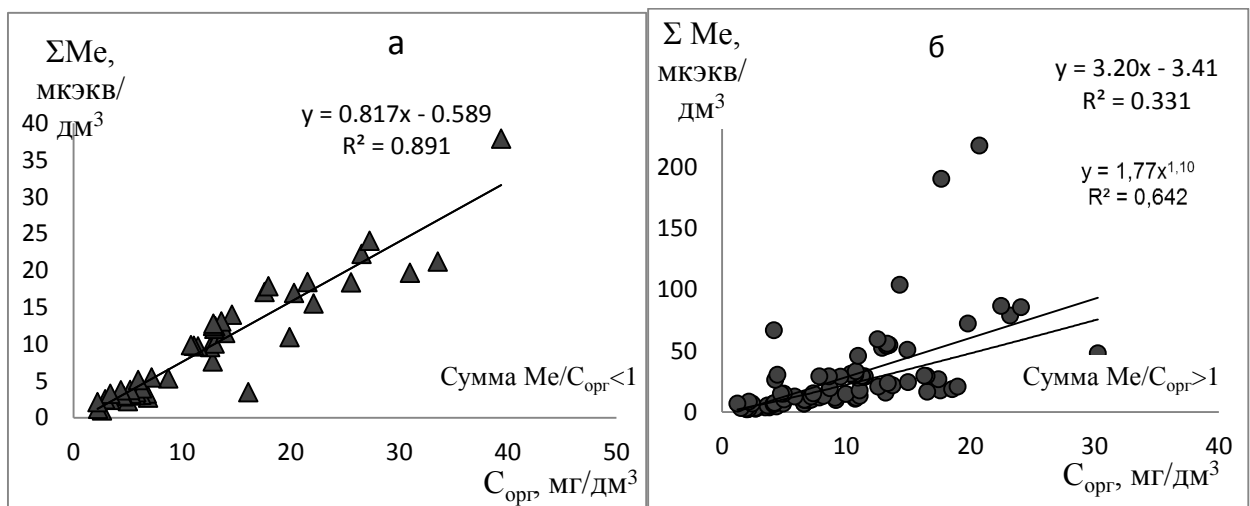 а
ΣMe,
мкэкв/
дм³
y = 0.817x - 0.589
R² = 0.891
40
35
30
25
20
15
10
5
0
Сумма Me/Cорг<1
0 10 20 30 40 50
Cорг, мг/дм³
б
Σ Me,
мкэкв/
дм³
y = 3.20x - 3.41
R² = 0.331
y = 1,77x^1,10
R² = 0,642
200
150
100
50
0
Сумма Me/Cорг>1
0 10 20 30 40
Cорг, мг/дм³